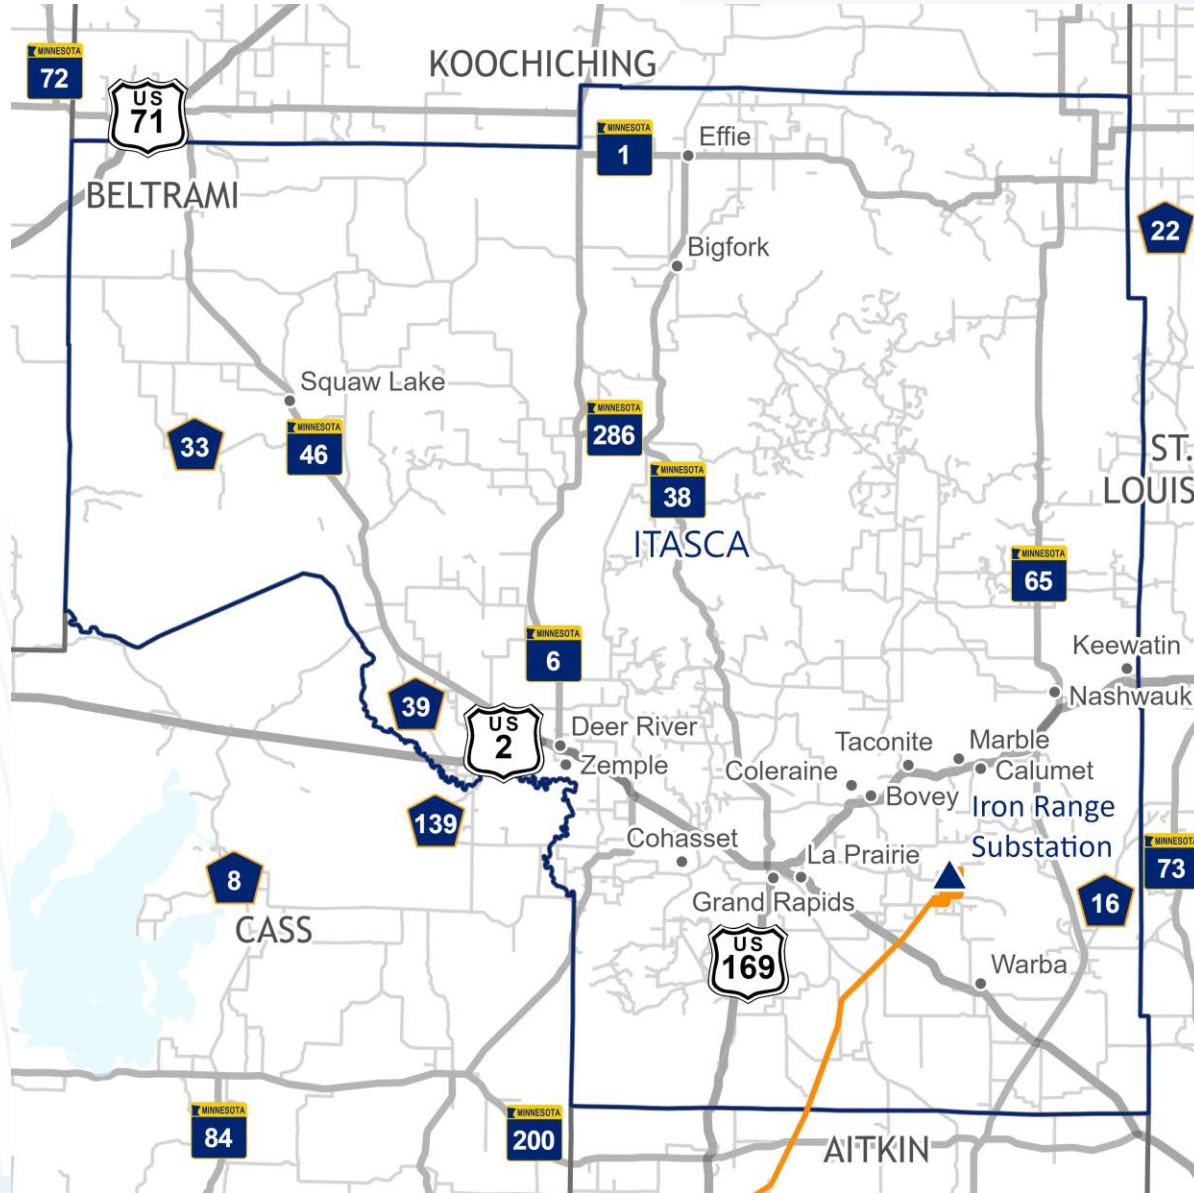 KOOCHICHING
MINNESOTA
72
US
71
MINNESOTA
1
Effie
BELTRAMI
22
Bigfork
Squaw Lake
MINNESOTA
286
33
MINNESOTA
46
ST.
LOUIS
MINNESOTA
38
ITASCA
MINNESOTA
65
MINNESOTA
6
Keewatin
39
Nashwauk
US
2
Deer River
Zemple
Taconite
Marble
Coleraine
Calumet
Bovey
139
Iron Range
Substation
Cohasset
La Prairie
MINNESOTA
73
8
Grand Rapids
16
CASS
US
169
Warba
MINNESOTA
84
MINNESOTA
200
AITKIN